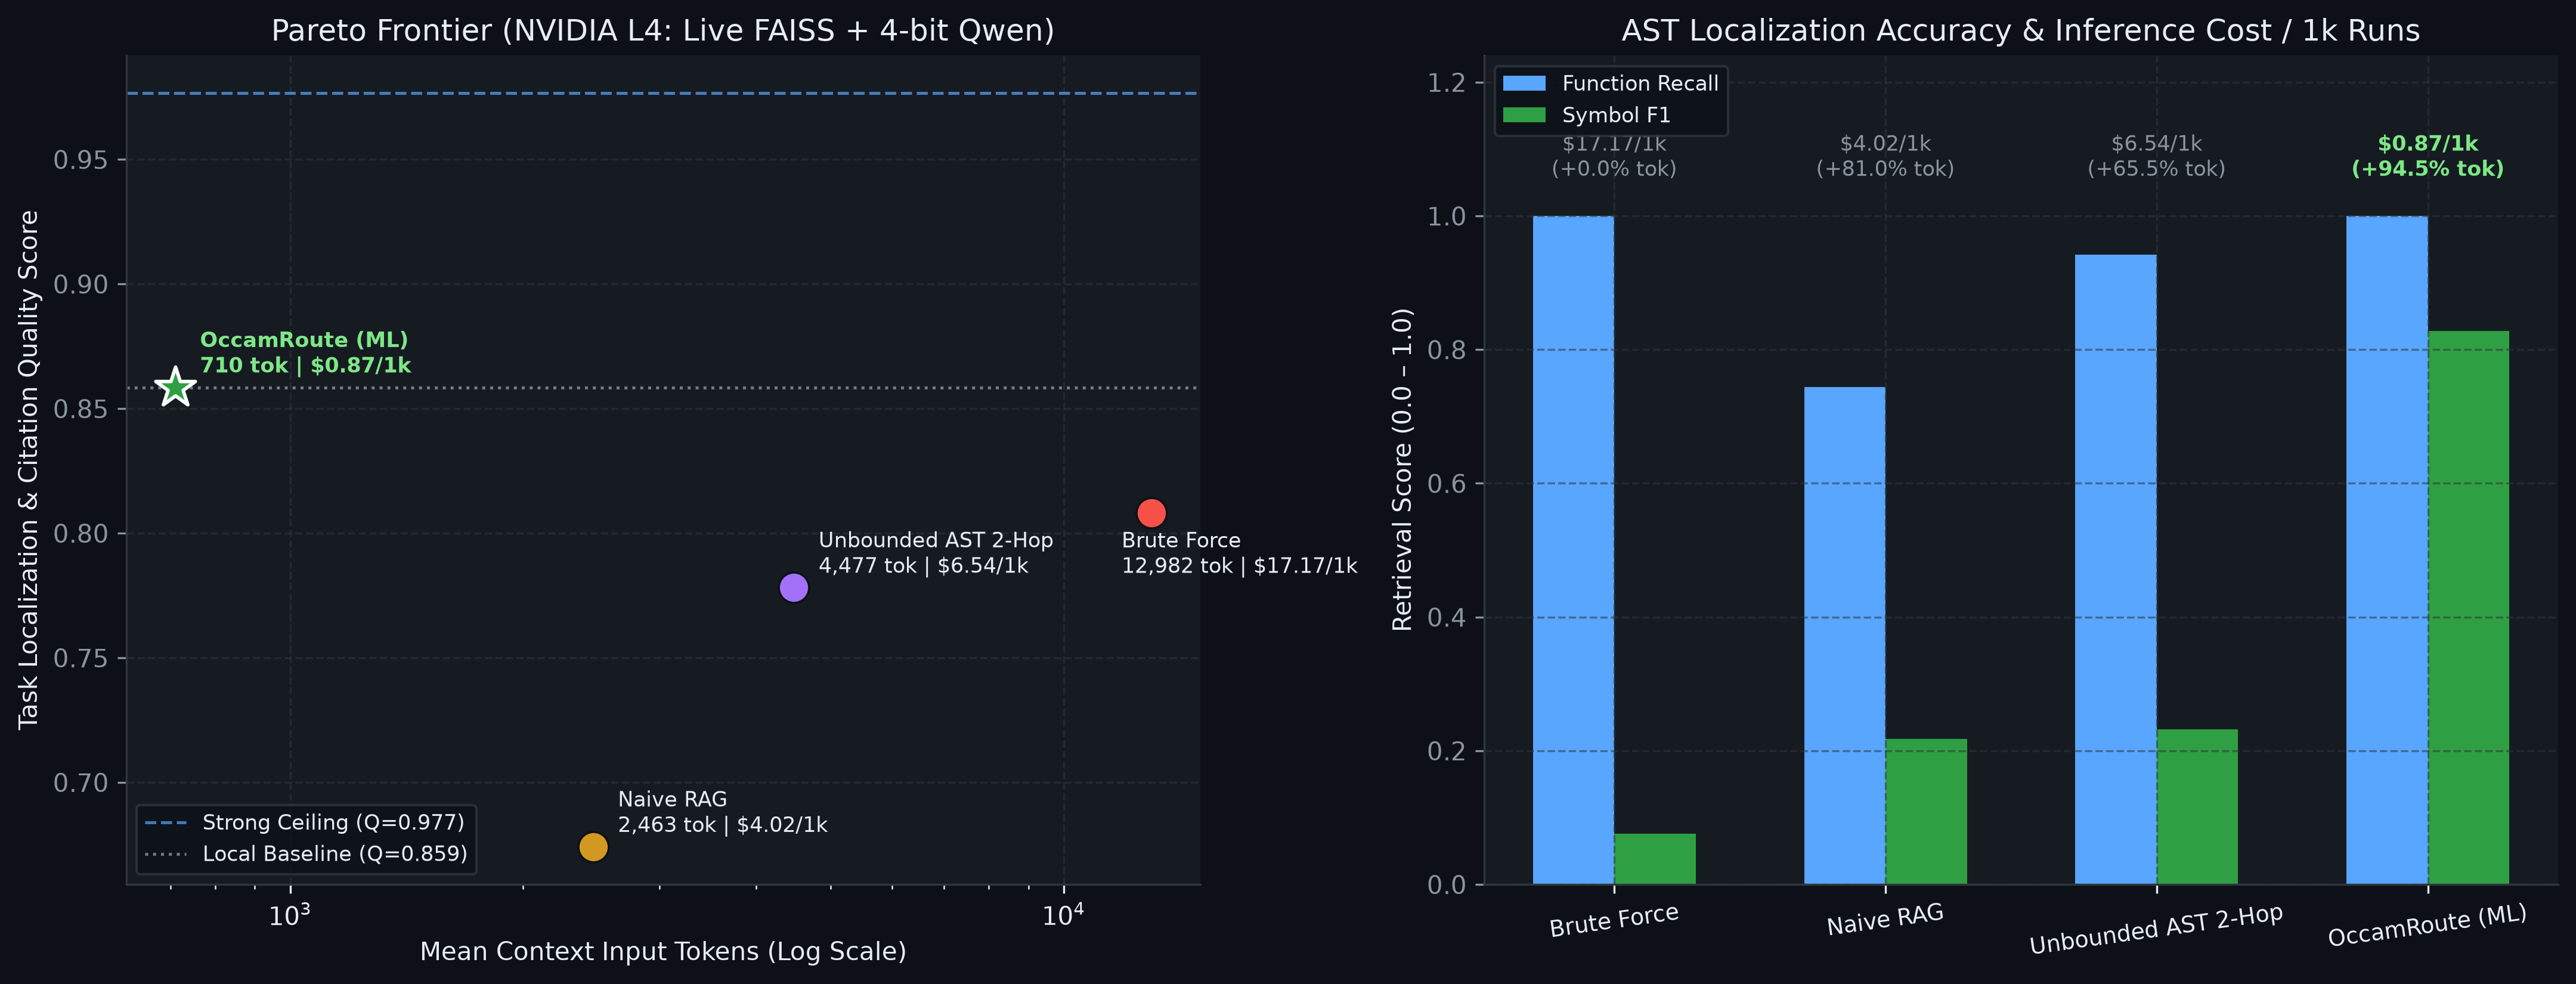 Pareto Frontier (NVIDIA L4: Live FAISS + 4-bit Qwen)
Task Localization & Citation Quality Score
0.95
0.90
0.85
0.80
0.75
0.70
OccamRoute (ML)
710 tok | $0.87/1k
Unbounded AST 2-Hop
4,477 tok | $6.54/1k
Brute Force
12,982 tok | $17.17/1k
Naive RAG
2,463 tok | $4.02/1k
Strong Ceiling (Q=0.977)
Local Baseline (Q=0.859)
10³
10⁴
Mean Context Input Tokens (Log Scale)
AST Localization Accuracy & Inference Cost / 1k Runs
Retrieval Score (0.0 – 1.0)
1.2
1.0
0.8
0.6
0.4
0.2
0.0
Function Recall
Symbol F1
$17.17/1k
(+0.0% tok)
$4.02/1k
(+81.0% tok)
$6.54/1k
(+65.5% tok)
$0.87/1k
(+94.5% tok)
Brute Force
Naive RAG
Unbounded AST 2-Hop
OccamRoute (ML)